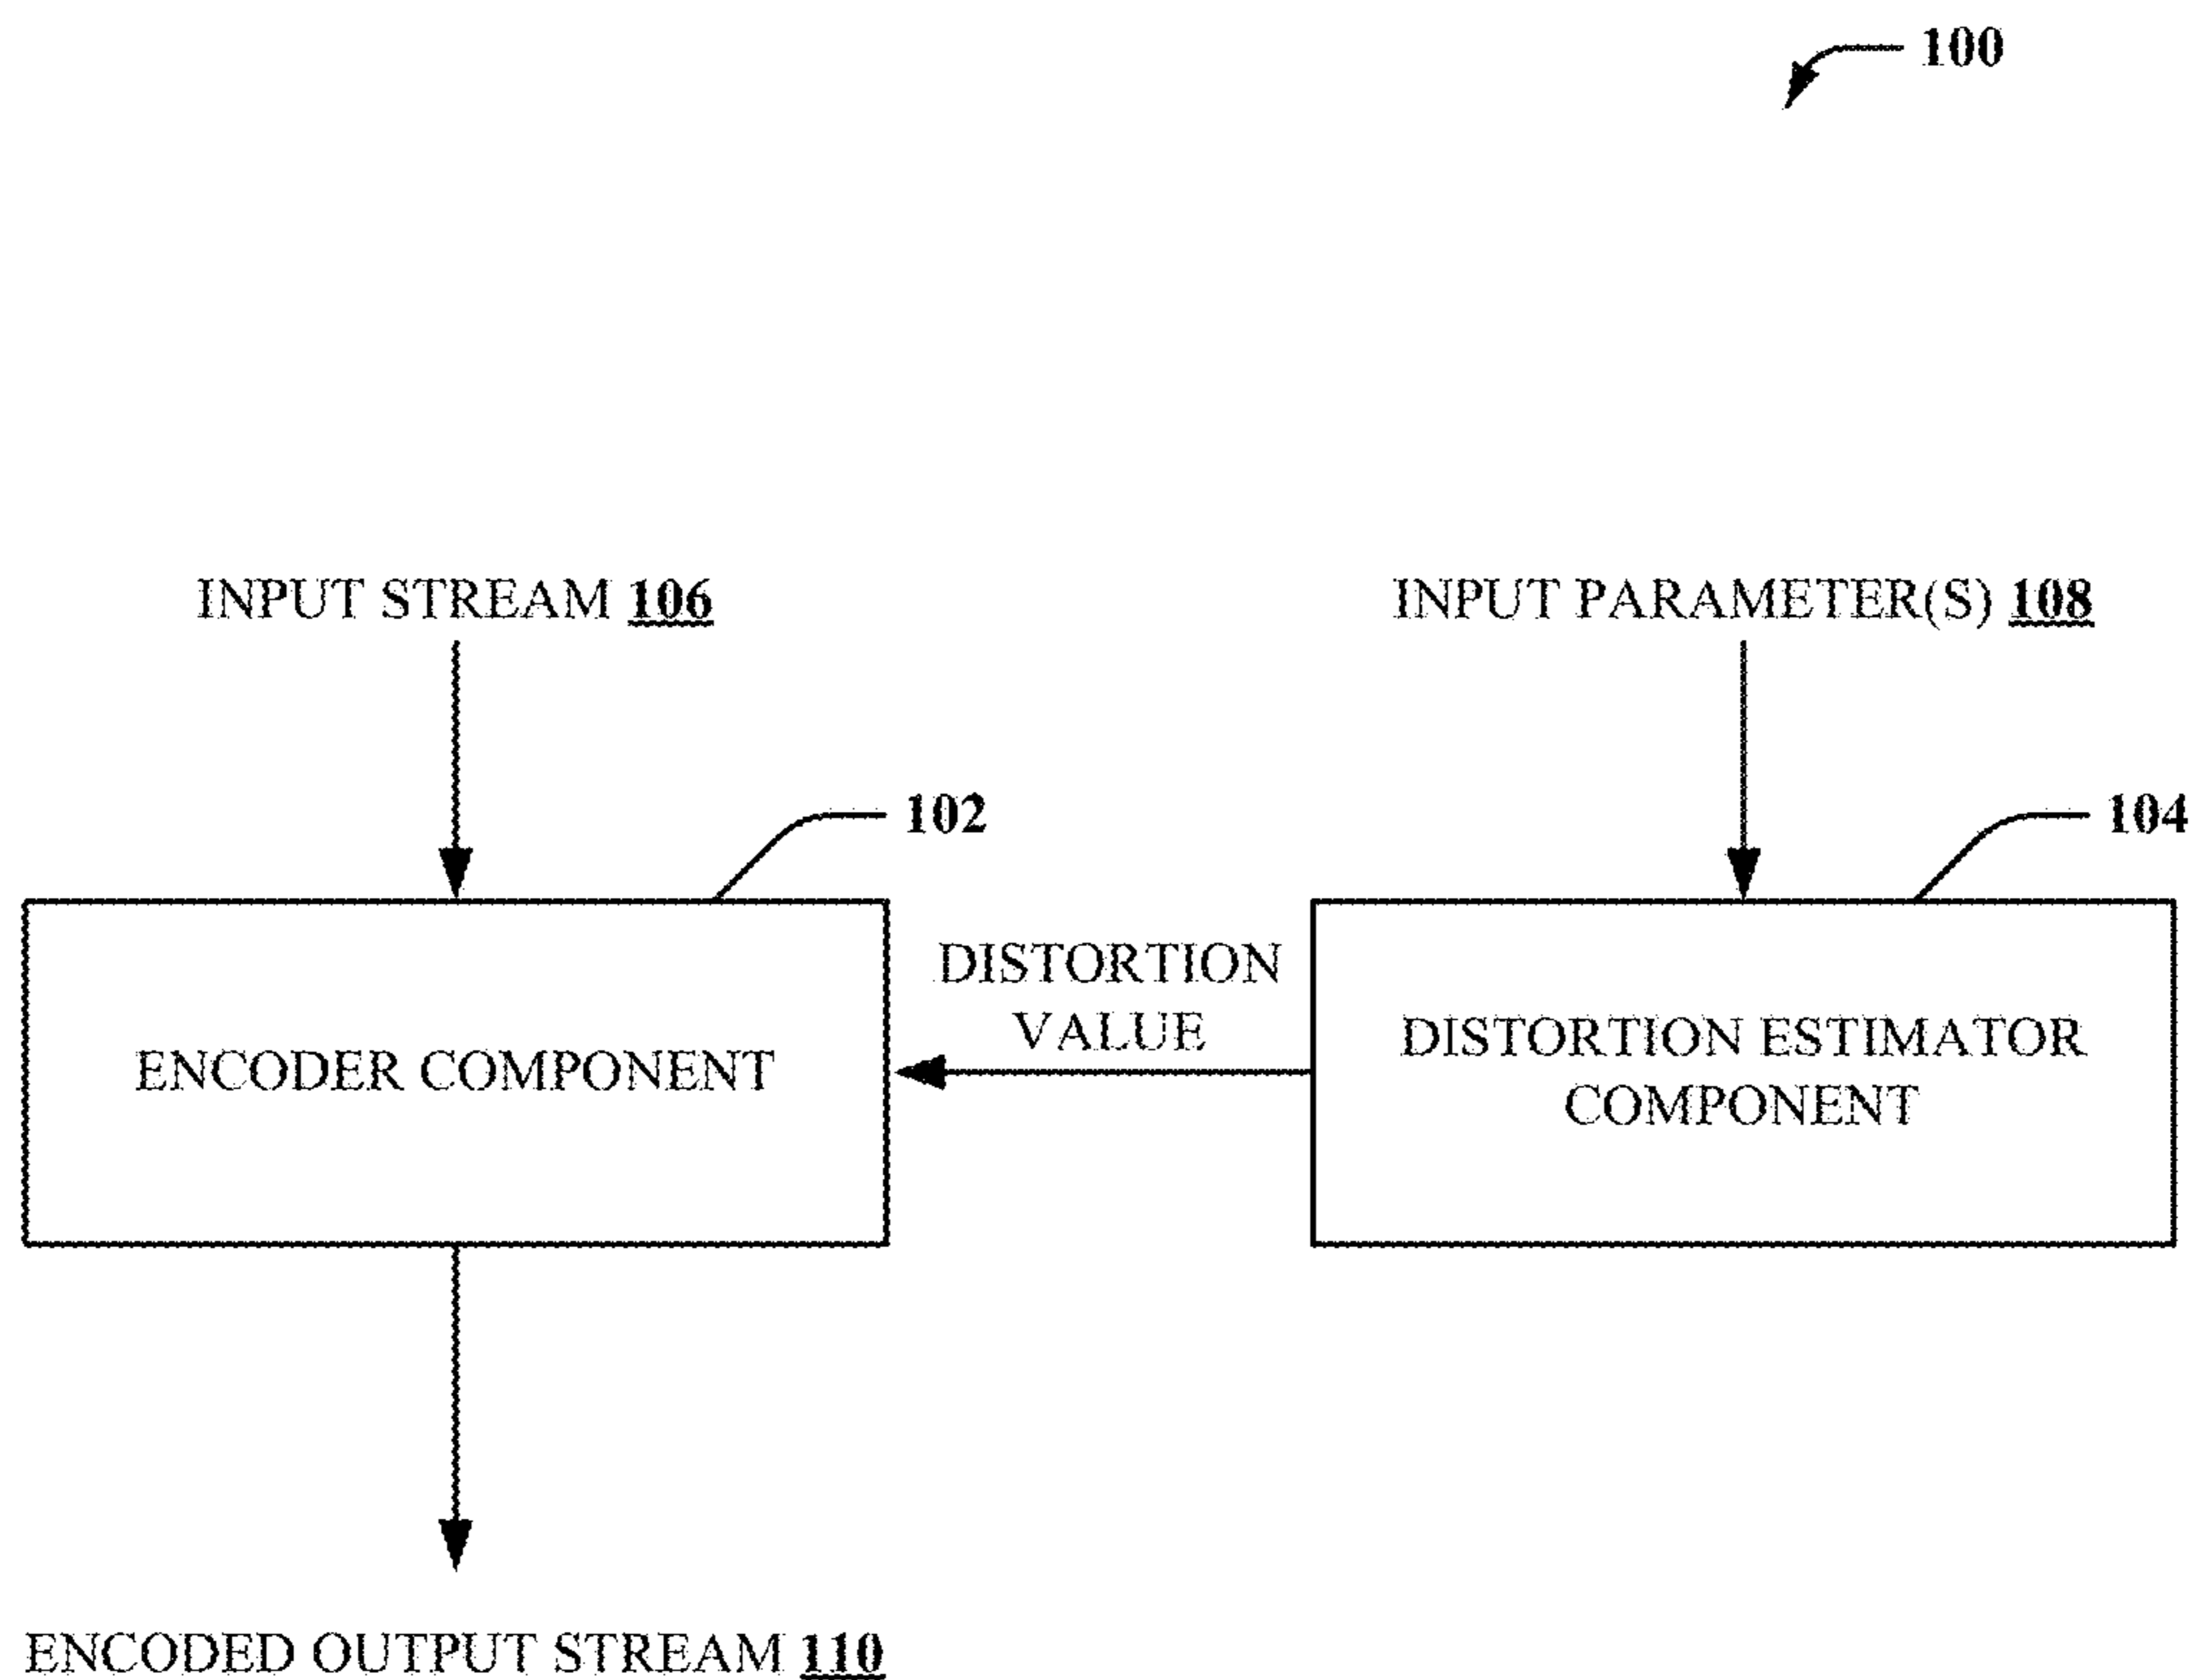 100
INPUT STREAM 106
INPUT PARAMETER(S) 108
102
104
ENCODER COMPONENT
DISTORTION
VALUE
DISTORTION ESTIMATOR
COMPONENT
ENCODED OUTPUT STREAM 110